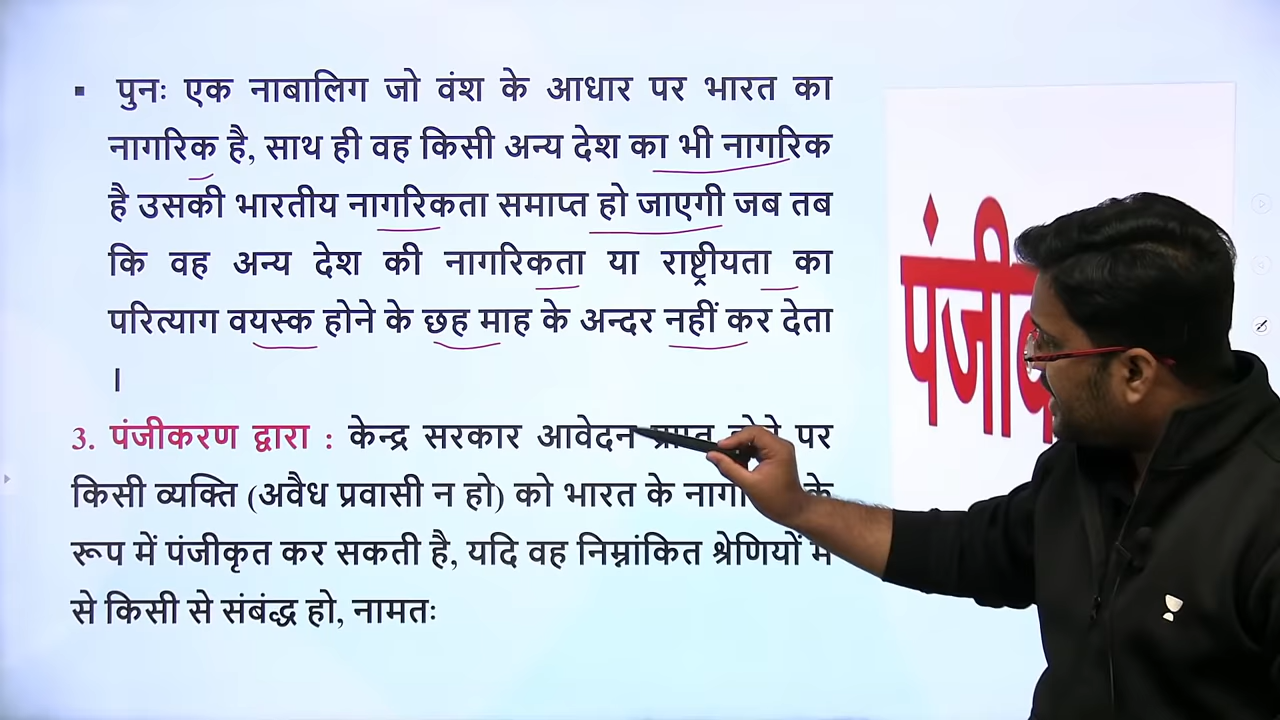 ▪ पुनः एक नाबालिग जो वंश के आधार पर भारत का
नागरिक है, साथ ही वह किसी अन्य देश का भी नागरिक
है उसकी भारतीय नागरिकता समाप्त हो जाएगी जब तब
कि वह अन्य देश की नागरिकता या राष्ट्रीयता का
परित्याग वयस्क होने के छह माह के अन्दर नहीं कर देता
।
3. पंजीकरण द्वारा : केन्द्र सरकार आवेदन पर
किसी व्यक्ति (अवैध प्रवासी न हो) को भारत के के
रूप में पंजीकृत कर सकती है, यदि वह निम्नांकित श्रेणियों में
से किसी से संबंद्ध हो, नामतः